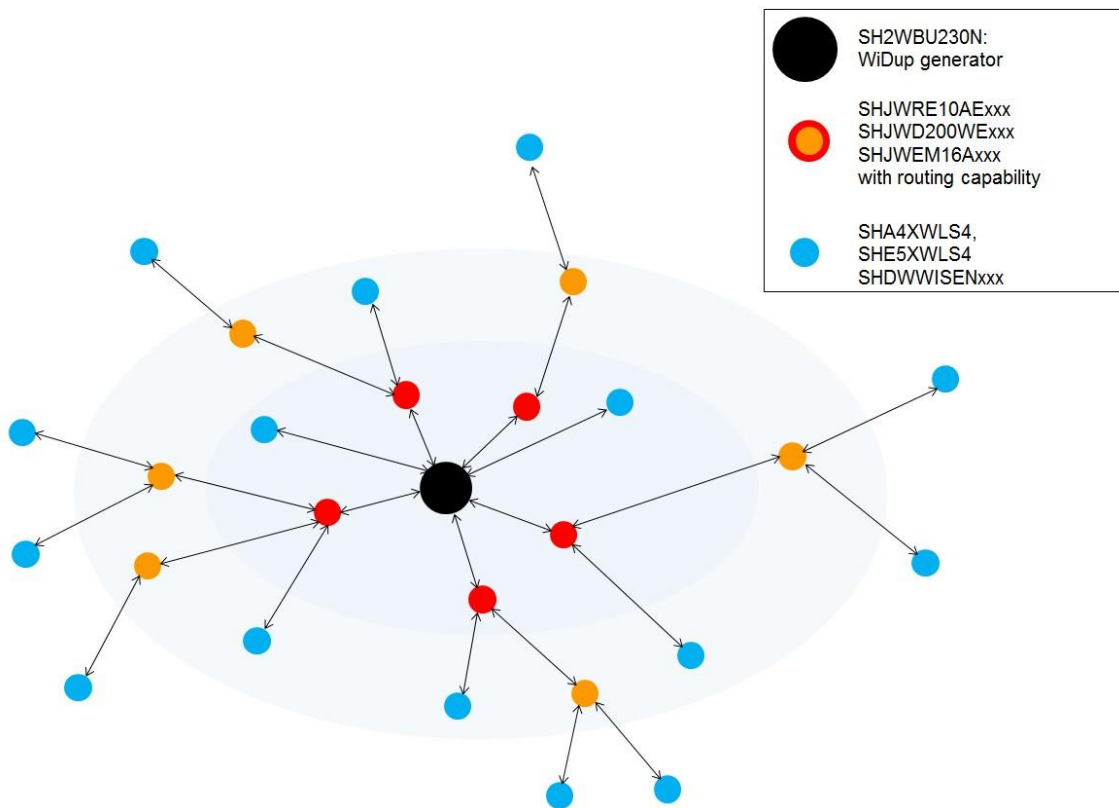 SH2WBU230N:
WiDup generator
SHJWRE10AExxx
SHJWD200WExxx
SHJWEM16Axxx
with routing capability
SHA4XWLS4,
SHE5XWLS4
SHDWWISENxxx